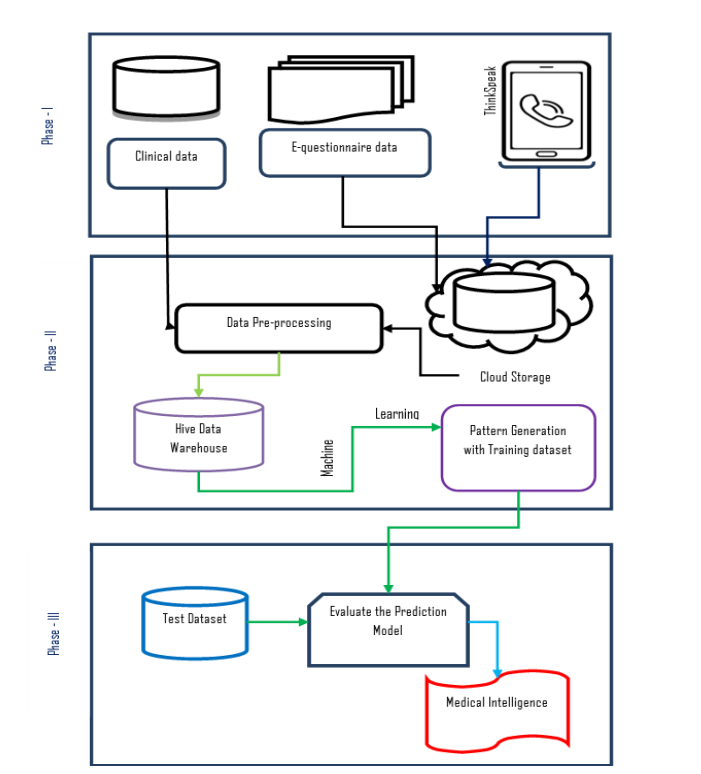 Phase - I
Clinical data
E-questionnaire data
ThinkSpeak
Phase - II
Data Pre-processing
Cloud Storage
Hive Data
Warehouse
Machine
Learning
Pattern Generation
with Training dataset
Phase - III
Test Dataset
Evaluate the Prediction
Model
Medical Intelligence